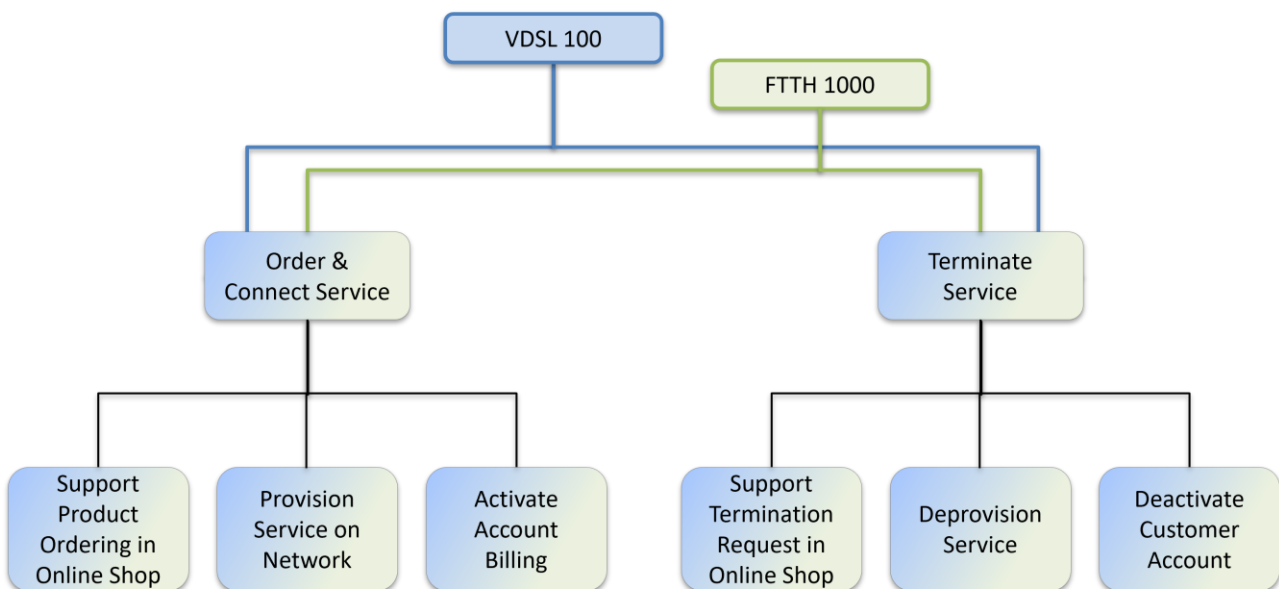 VDSL 100
FTTH 1000
Order &
Connect Service
Terminate
Service
Support
Product
Ordering in
Online Shop
Provision
Service on
Network
Activate
Account
Billing
Support
Termination
Request in
Online Shop
Deprovision
Service
Deactivate
Customer
Account